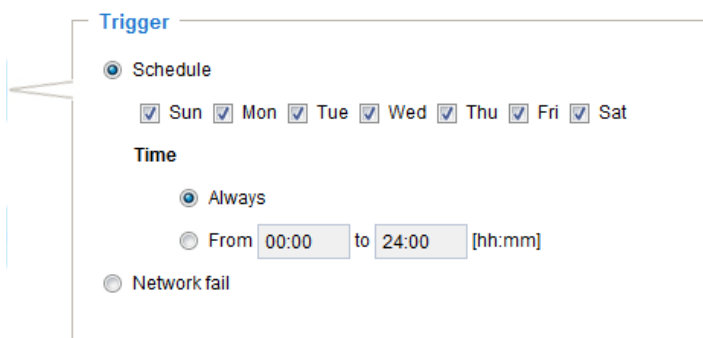 Trigger
Schedule
Sun Mon Tue Wed Thu Fri Sat
Time
Always
From 00:00 to 24:00 [hh:mm]
Network fail